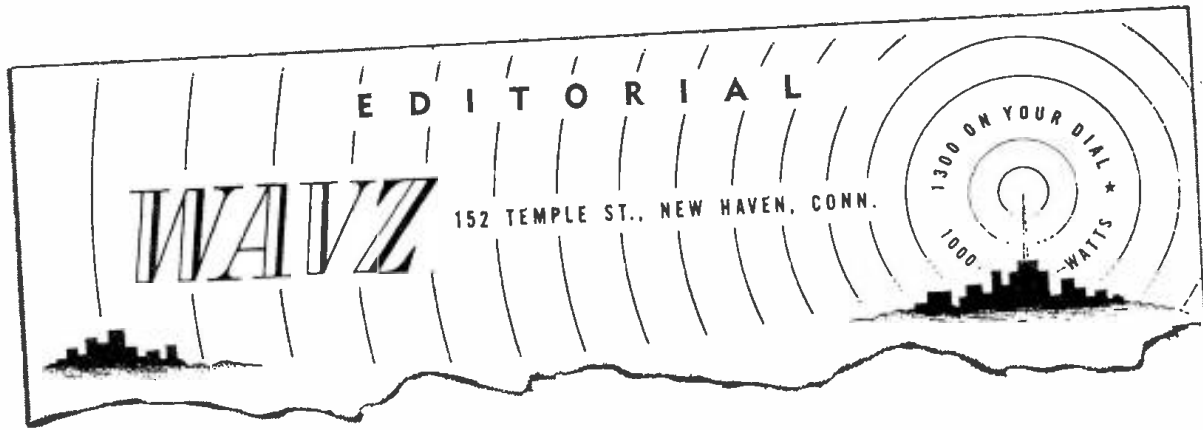 EDITORIAL
WAVZ
152 TEMPLE ST., NEW HAVEN, CONN.
1300 ON YOUR DIAL ★
1000 WATTS